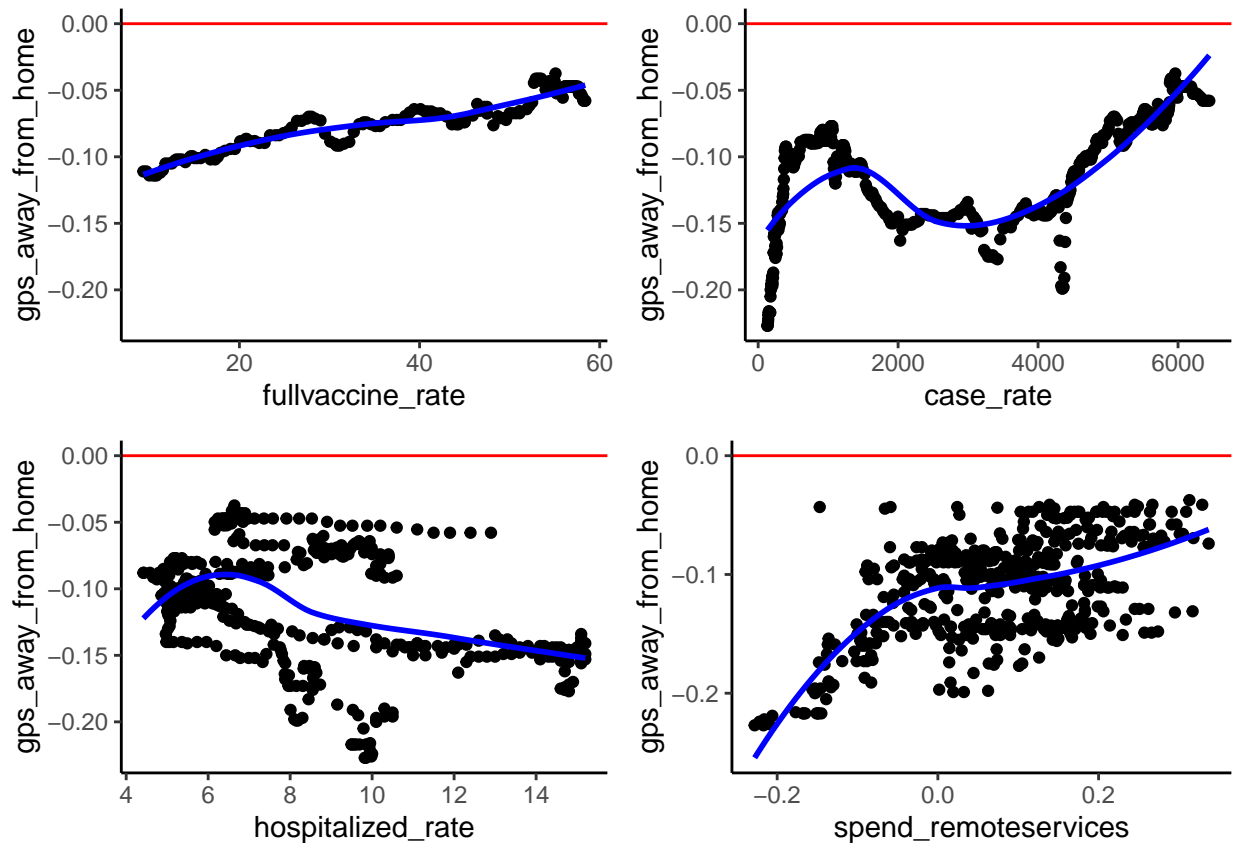 gps_away_from_home
0.00
−0.05
−0.10
−0.15
−0.20
20 40 60
fullvaccine_rate
gps_away_from_home
0.00
−0.05
−0.10
−0.15
−0.20
0 2000 4000 6000
case_rate
gps_away_from_home
0.00
−0.05
−0.10
−0.15
−0.20
4 6 8 10 12 14
hospitalized_rate
gps_away_from_home
0.0
−0.1
−0.2
−0.2 0.0 0.2
spend_remoteservices